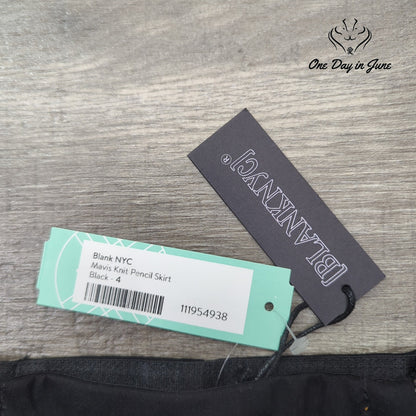 One Day in June
[BLANKNYC]®
Blank NYC
Mavis Knit Pencil Skirt
Black - 4
111954938